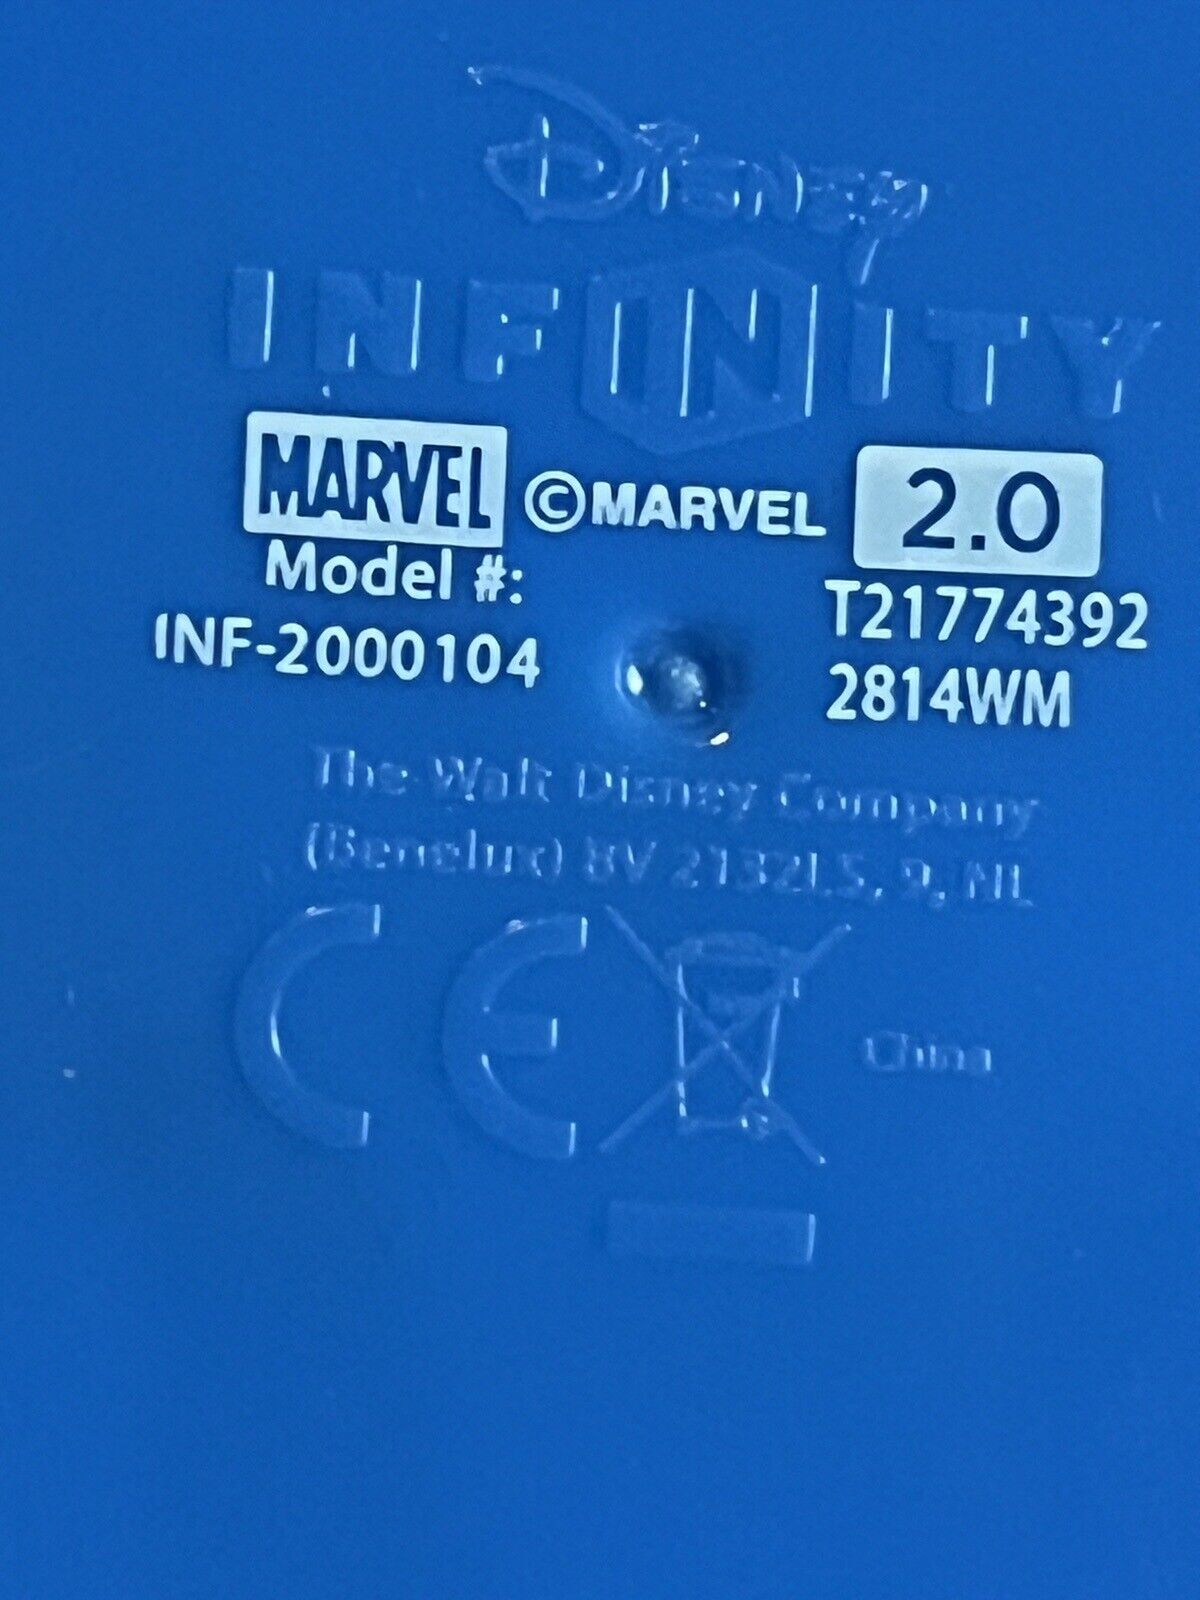 Disney
INFINITY
MARVEL ©MARVEL 2.0
Model #:
INF-2000104
T21774392
2814WM
The Walt Disney Company
(Benelux) BV 2132LS, 9, NL
CE
China